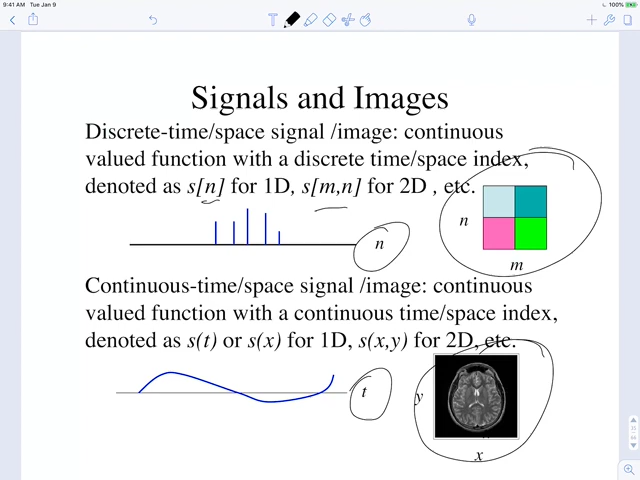 9:41 AM Tue Jan 9
100%
T
Signals and Images
Discrete-time/space signal /image: continuous
valued function with a discrete time/space index,
denoted as s[n] for 1D, s[m,n] for 2D , etc.
n
n
m
Continuous-time/space signal /image: continuous
valued function with a continuous time/space index,
denoted as s(t) or s(x) for 1D, s(x,y) for 2D, etc.
t
y
x